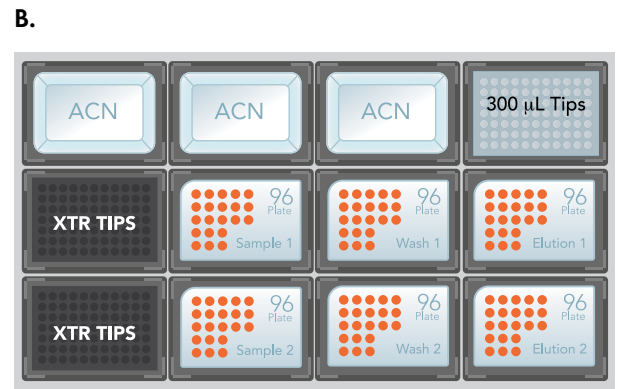 B.
ACN
ACN
ACN
300 μL Tips
XTR TIPS
96
Plate
Sample 1
96
Plate
Wash 1
96
Plate
Elution 1
XTR TIPS
96
Plate
Sample 2
96
Plate
Wash 2
96
Plate
Elution 2